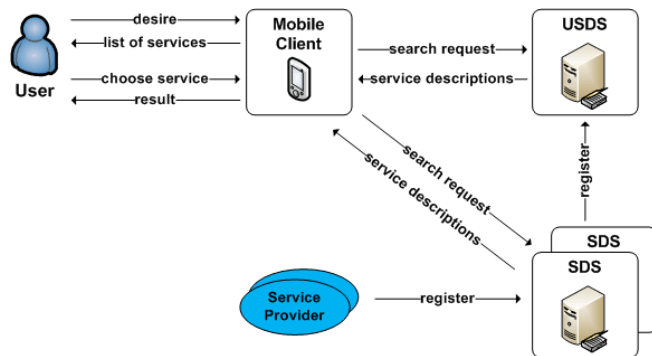 desire
list of services
choose service
result
User
Mobile
Client
search request
service descriptions
USDS
search request
service descriptions
register
SDS
SDS
Service
Provider
register